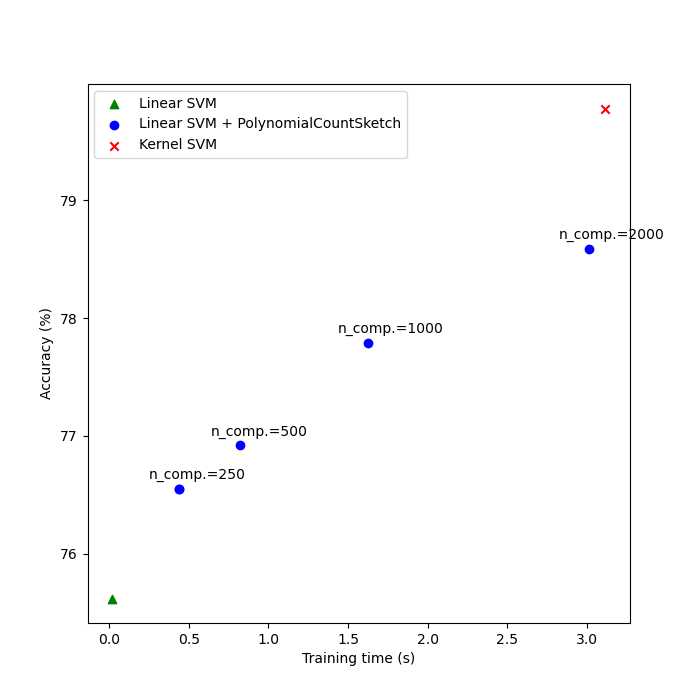 Linear SVM
Linear SVM + PolynomialCountSketch
Kernel SVM
n_comp.=2000
n_comp.=1000
n_comp.=500
n_comp.=250
Accuracy (%)
79
78
77
76
0.0 0.5 1.0 1.5 2.0 2.5 3.0
Training time (s)